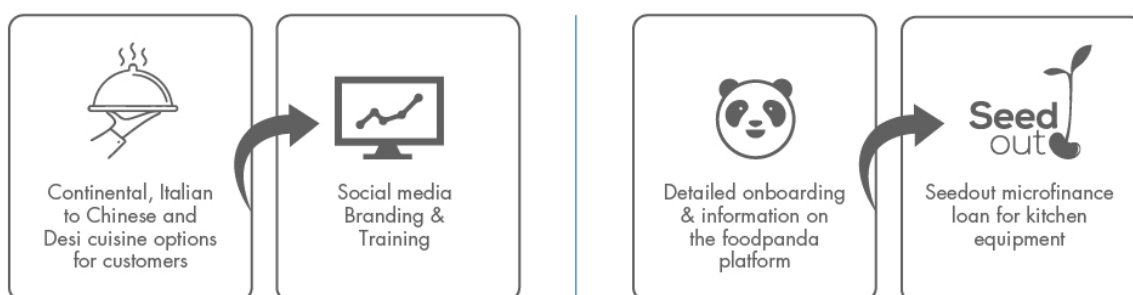 Continental, Italian
to Chinese and
Desi cuisine options
for customers
Social media
Branding &
Training
Detailed onboarding
& information on
the foodpanda
platform
Seed
out
Seedout microfinance
loan for kitchen
equipment